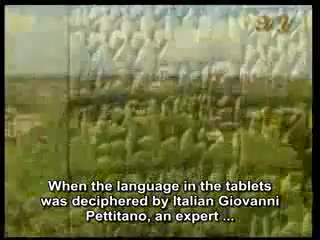 When the language in the tablets
was deciphered by Italian Giovanni
Pettitano, an expert ...